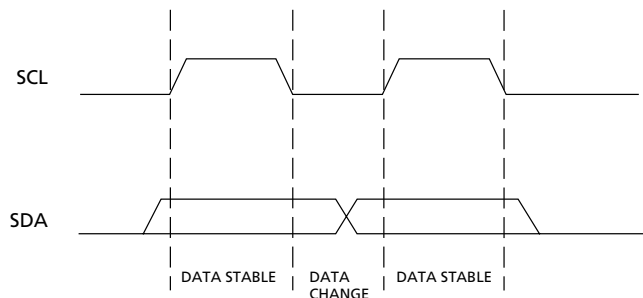 SCL
SDA
DATA STABLE
DATA
CHANGE
DATA STABLE